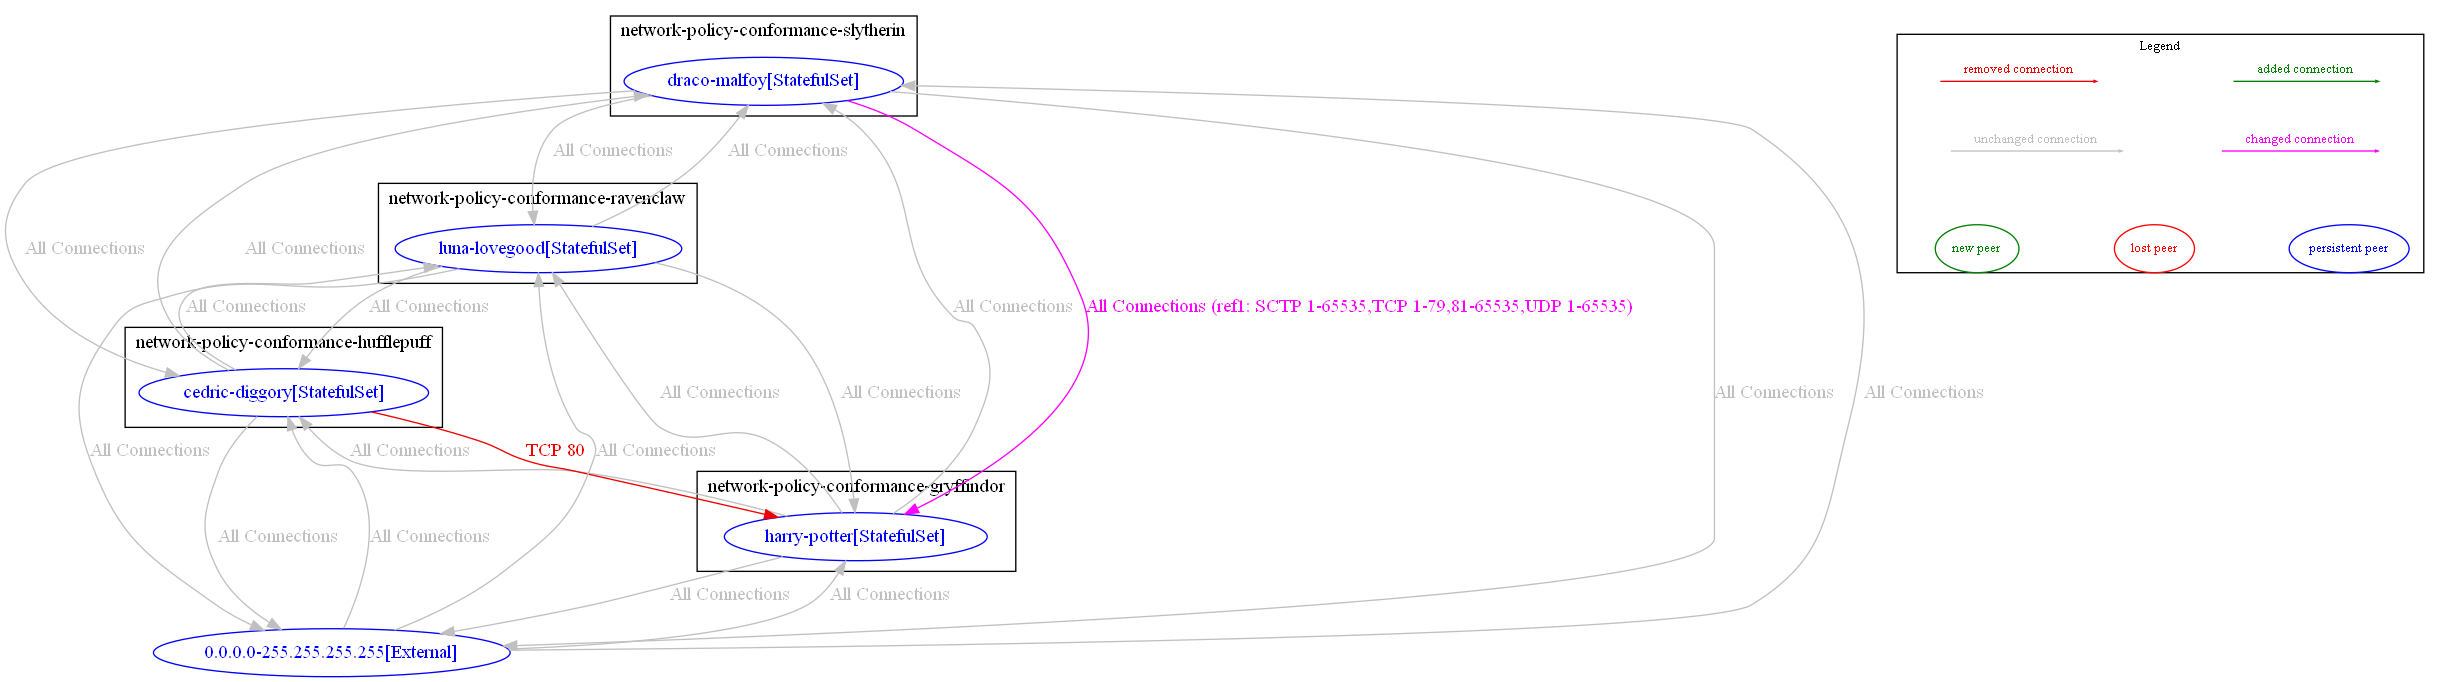 network-policy-conformance-slytherin
draco-malfoy[StatefulSet]
Legend
removed connection
added connection
unchanged connection
changed connection
new peer
lost peer
persistent peer
All Connections
All Connections
network-policy-conformance-ravenclaw
luna-lovegood[StatefulSet]
All Connections
All Connections
All Connections
All Connections
All Connections
All Connections (ref1: SCTP 1-65535,TCP 1-79,81-65535,UDP 1-65535)
network-policy-conformance-hufflepuff
cedric-diggory[StatefulSet]
All Connections
All Connections
All Connections
All Connections
All Connections
All Connections
TCP 80
All Connections
network-policy-conformance-gryffindor
harry-potter[StatefulSet]
All Connections
All Connections
All Connections
All Connections
0.0.0.0-255.255.255.255[External]